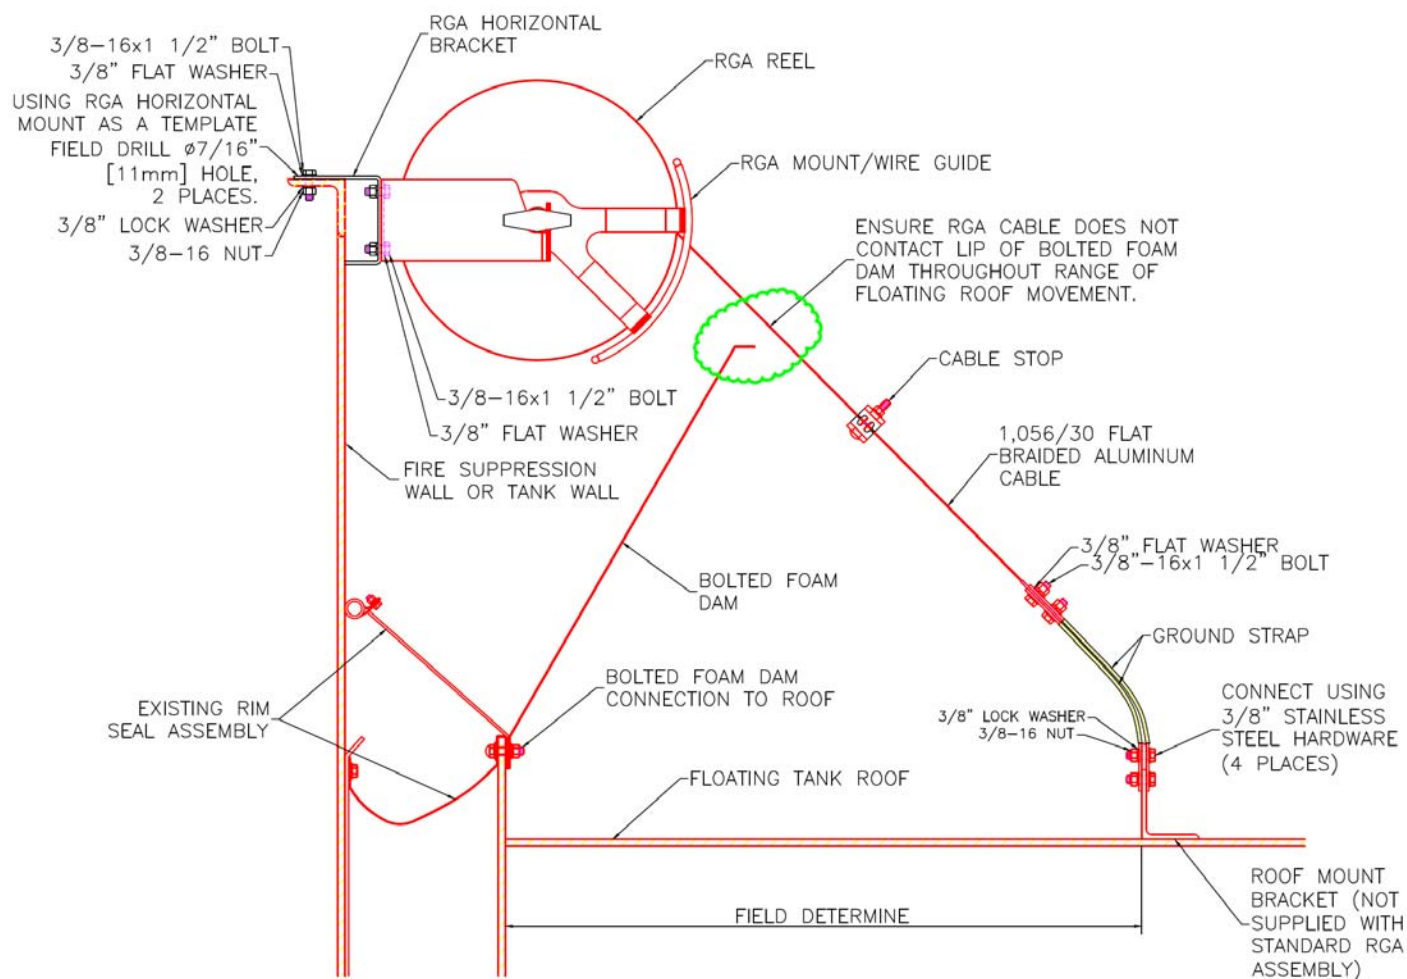 3/8-16x1 1/2" BOLT
3/8" FLAT WASHER
USING RGA HORIZONTAL
MOUNT AS A TEMPLATE
FIELD DRILL ø7/16"
[11mm] HOLE,
2 PLACES.
3/8" LOCK WASHER
3/8-16 NUT
RGA HORIZONTAL
BRACKET
RGA REEL
RGA MOUNT/WIRE GUIDE
ENSURE RGA CABLE DOES NOT
CONTACT LIP OF BOLTED FOAM
DAM THROUGHOUT RANGE OF
FLOATING ROOF MOVEMENT.
CABLE STOP
3/8-16x1 1/2" BOLT
3/8" FLAT WASHER
1,056/30 FLAT
BRAIDED ALUMINUM
CABLE
FIRE SUPPRESSION
WALL OR TANK WALL
3/8" FLAT WASHER
3/8"-16x1 1/2" BOLT
BOLTED FOAM
DAM
GROUND STRAP
BOLTED FOAM DAM
CONNECTION TO ROOF
EXISTING RIM
SEAL ASSEMBLY
3/8" LOCK WASHER
3/8-16 NUT
CONNECT USING
3/8" STAINLESS
STEEL HARDWARE
(4 PLACES)
FLOATING TANK ROOF
FIELD DETERMINE
ROOF MOUNT
BRACKET (NOT
SUPPLIED WITH
STANDARD RGA
ASSEMBLY)